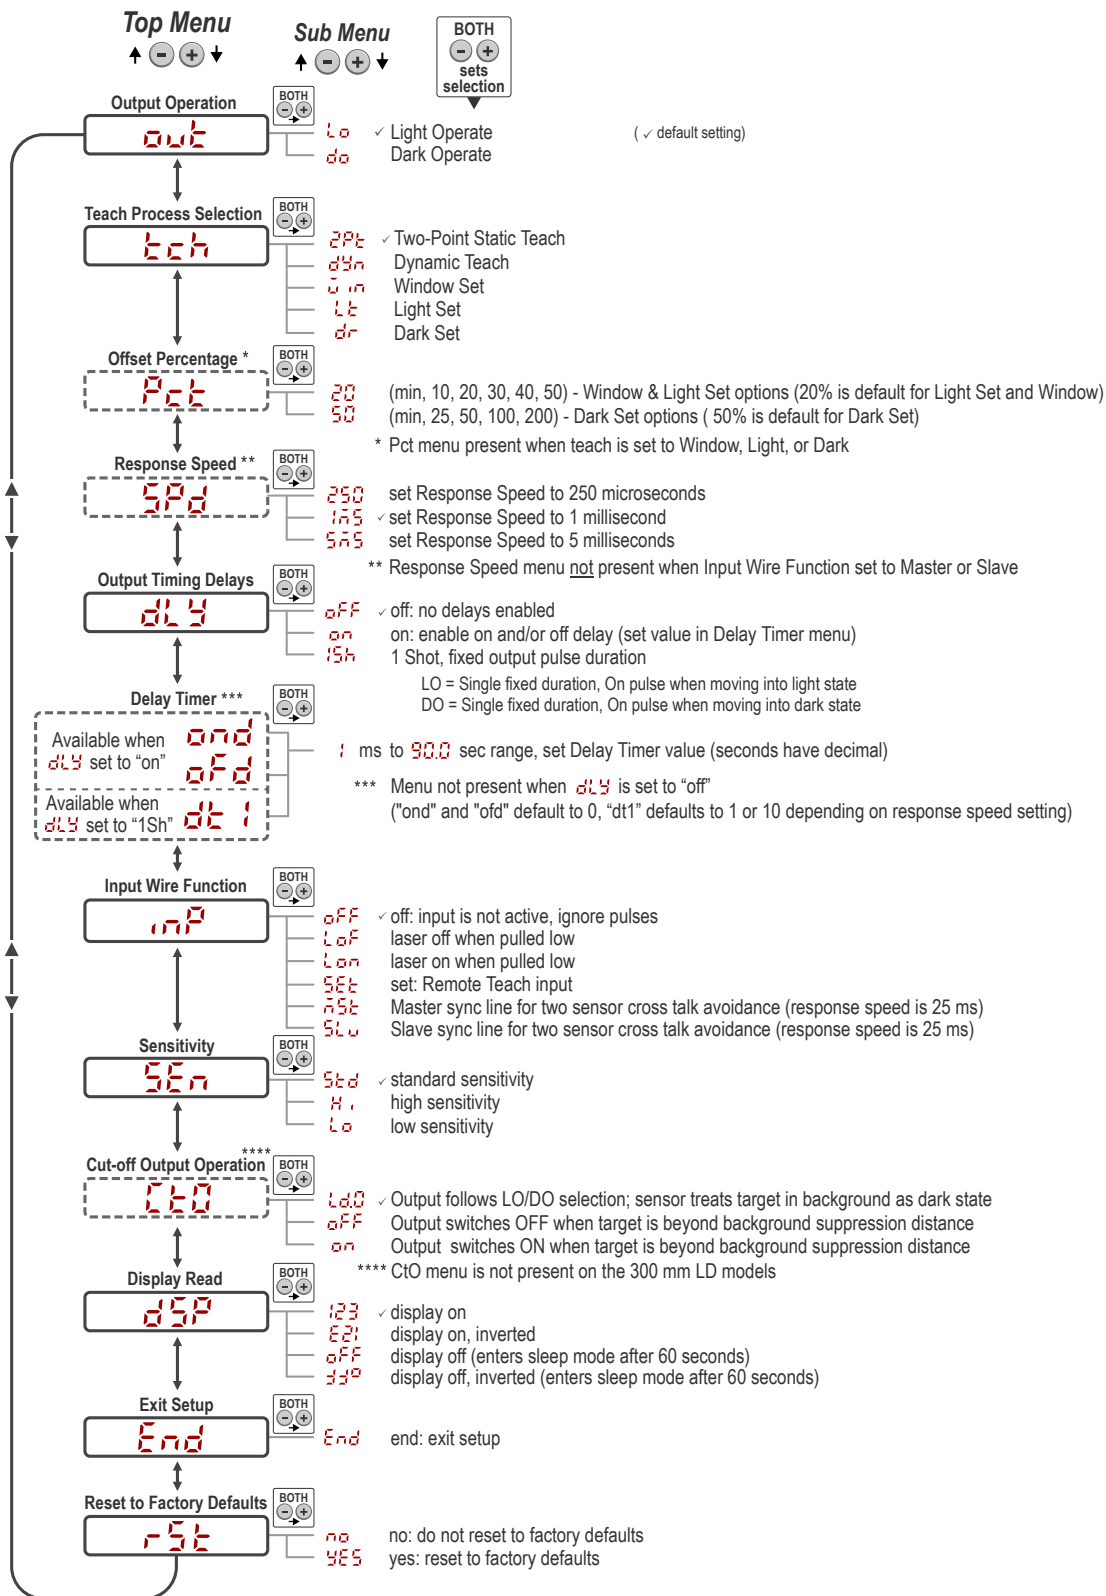 Top Menu
Sub Menu
BOTH
sets
selection
Output Operation
BOTH
out
Lo ✓ Light Operate
( ✓ default setting)
do Dark Operate
Teach Process Selection
BOTH
tch
2Pt ✓ Two-Point Static Teach
dYn Dynamic Teach
Win Window Set
Lt Light Set
dr Dark Set
Offset Percentage *
BOTH
Pct
20 (min, 10, 20, 30, 40, 50) - Window & Light Set options (20% is default for Light Set and Window)
50 (min, 25, 50, 100, 200) - Dark Set options ( 50% is default for Dark Set)
* Pct menu present when teach is set to Window, Light, or Dark
Response Speed **
BOTH
SPd
250 set Response Speed to 250 microseconds
1mS ✓ set Response Speed to 1 millisecond
5mS set Response Speed to 5 milliseconds
** Response Speed menu not present when Input Wire Function set to Master or Slave
Output Timing Delays
BOTH
dLY
oFF ✓ off: no delays enabled
on on: enable on and/or off delay (set value in Delay Timer menu)
1Sh 1 Shot, fixed output pulse duration
LO = Single fixed duration, On pulse when moving into light state
DO = Single fixed duration, On pulse when moving into dark state
Delay Timer ***
BOTH
Available when
dLY set to “on”
ond
oFd
Available when
dLY set to “1Sh”
dt1
1 ms to 90.0 sec range, set Delay Timer value (seconds have decimal)
*** Menu not present when dLY is set to “off”
("ond" and "ofd" default to 0, “dt1” defaults to 1 or 10 depending on response speed setting)
Input Wire Function
BOTH
inP
oFF ✓ off: input is not active, ignore pulses
LoF laser off when pulled low
Lon laser on when pulled low
SEt set: Remote Teach input
mSt Master sync line for two sensor cross talk avoidance (response speed is 25 ms)
SLv Slave sync line for two sensor cross talk avoidance (response speed is 25 ms)
Sensitivity
BOTH
SEn
Std ✓ standard sensitivity
Hi high sensitivity
Lo low sensitivity
Cut-off Output Operation ****
BOTH
CtO
Ld.O ✓ Output follows LO/DO selection; sensor treats target in background as dark state
oFF Output switches OFF when target is beyond background suppression distance
on Output switches ON when target is beyond background suppression distance
**** CtO menu is not present on the 300 mm LD models
Display Read
BOTH
dSP
123 ✓ display on
E21 display on, inverted
oFF display off (enters sleep mode after 60 seconds)
display off, inverted (enters sleep mode after 60 seconds)
Exit Setup
BOTH
End
End end: exit setup
Reset to Factory Defaults
BOTH
rSt
no no: do not reset to factory defaults
YES yes: reset to factory defaults